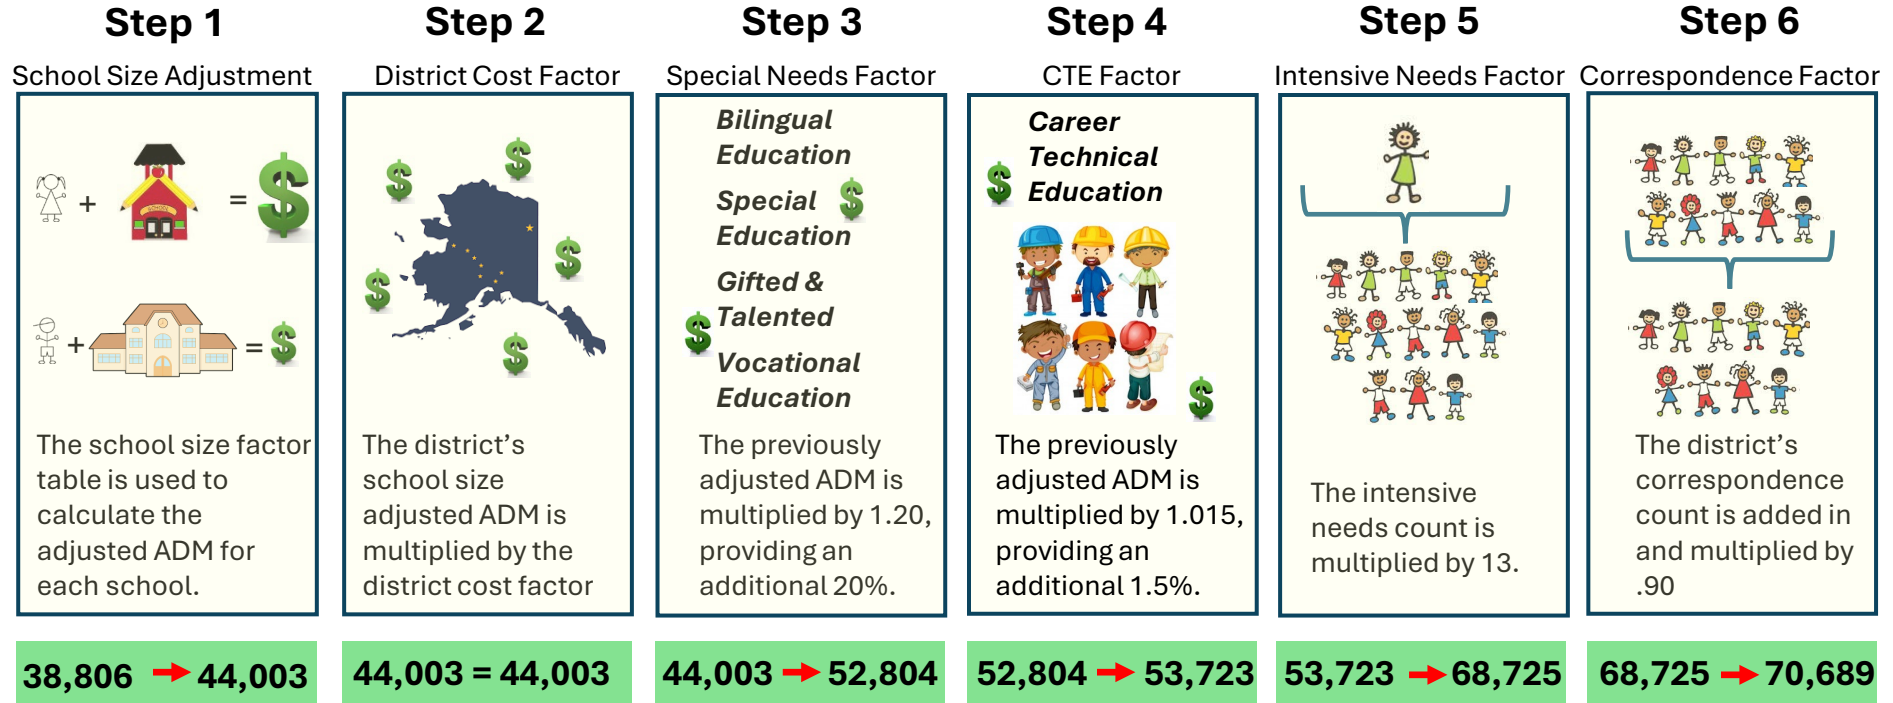 Step 1
School Size Adjustment
SCHOOL
The school size factor
table is used to
calculate the
adjusted ADM for
each school.
38,806 → 44,003
Step 2
District Cost Factor
The district's
school size
adjusted ADM is
multiplied by the
district cost factor
44,003 = 44,003
Step 3
Special Needs Factor
Bilingual
Education
Special
Education
Gifted &
Talented
Vocational
Education
The previously
adjusted ADM is
multiplied by 1.20,
providing an
additional 20%.
44,003 → 52,804
Step 4
CTE Factor
Career
Technical
Education
The previously
adjusted ADM is
multiplied by 1.015,
providing an
additional 1.5%.
52,804 → 53,723
Step 5
Intensive Needs Factor
The intensive
needs count is
multiplied by 13.
53,723 → 68,725
Step 6
Correspondence Factor
The district's
correspondence
count is added in
and multiplied by
.90
68,725 → 70,689